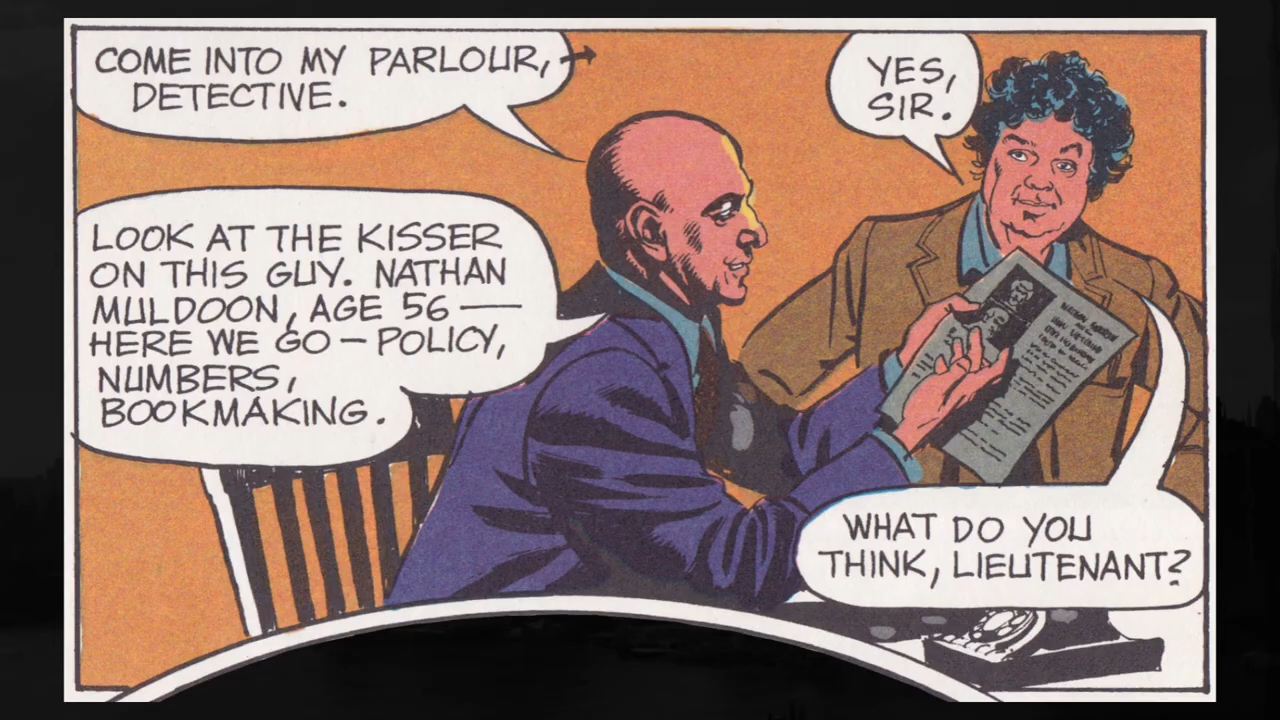 COME INTO MY PARLOUR,
DETECTIVE.
YES,
SIR.
LOOK AT THE KISSER
ON THIS GUY. NATHAN
MULDOON, AGE 56 —
HERE WE GO — POLICY,
NUMBERS,
BOOKMAKING.
WHAT DO YOU
THINK, LIEUTENANT?